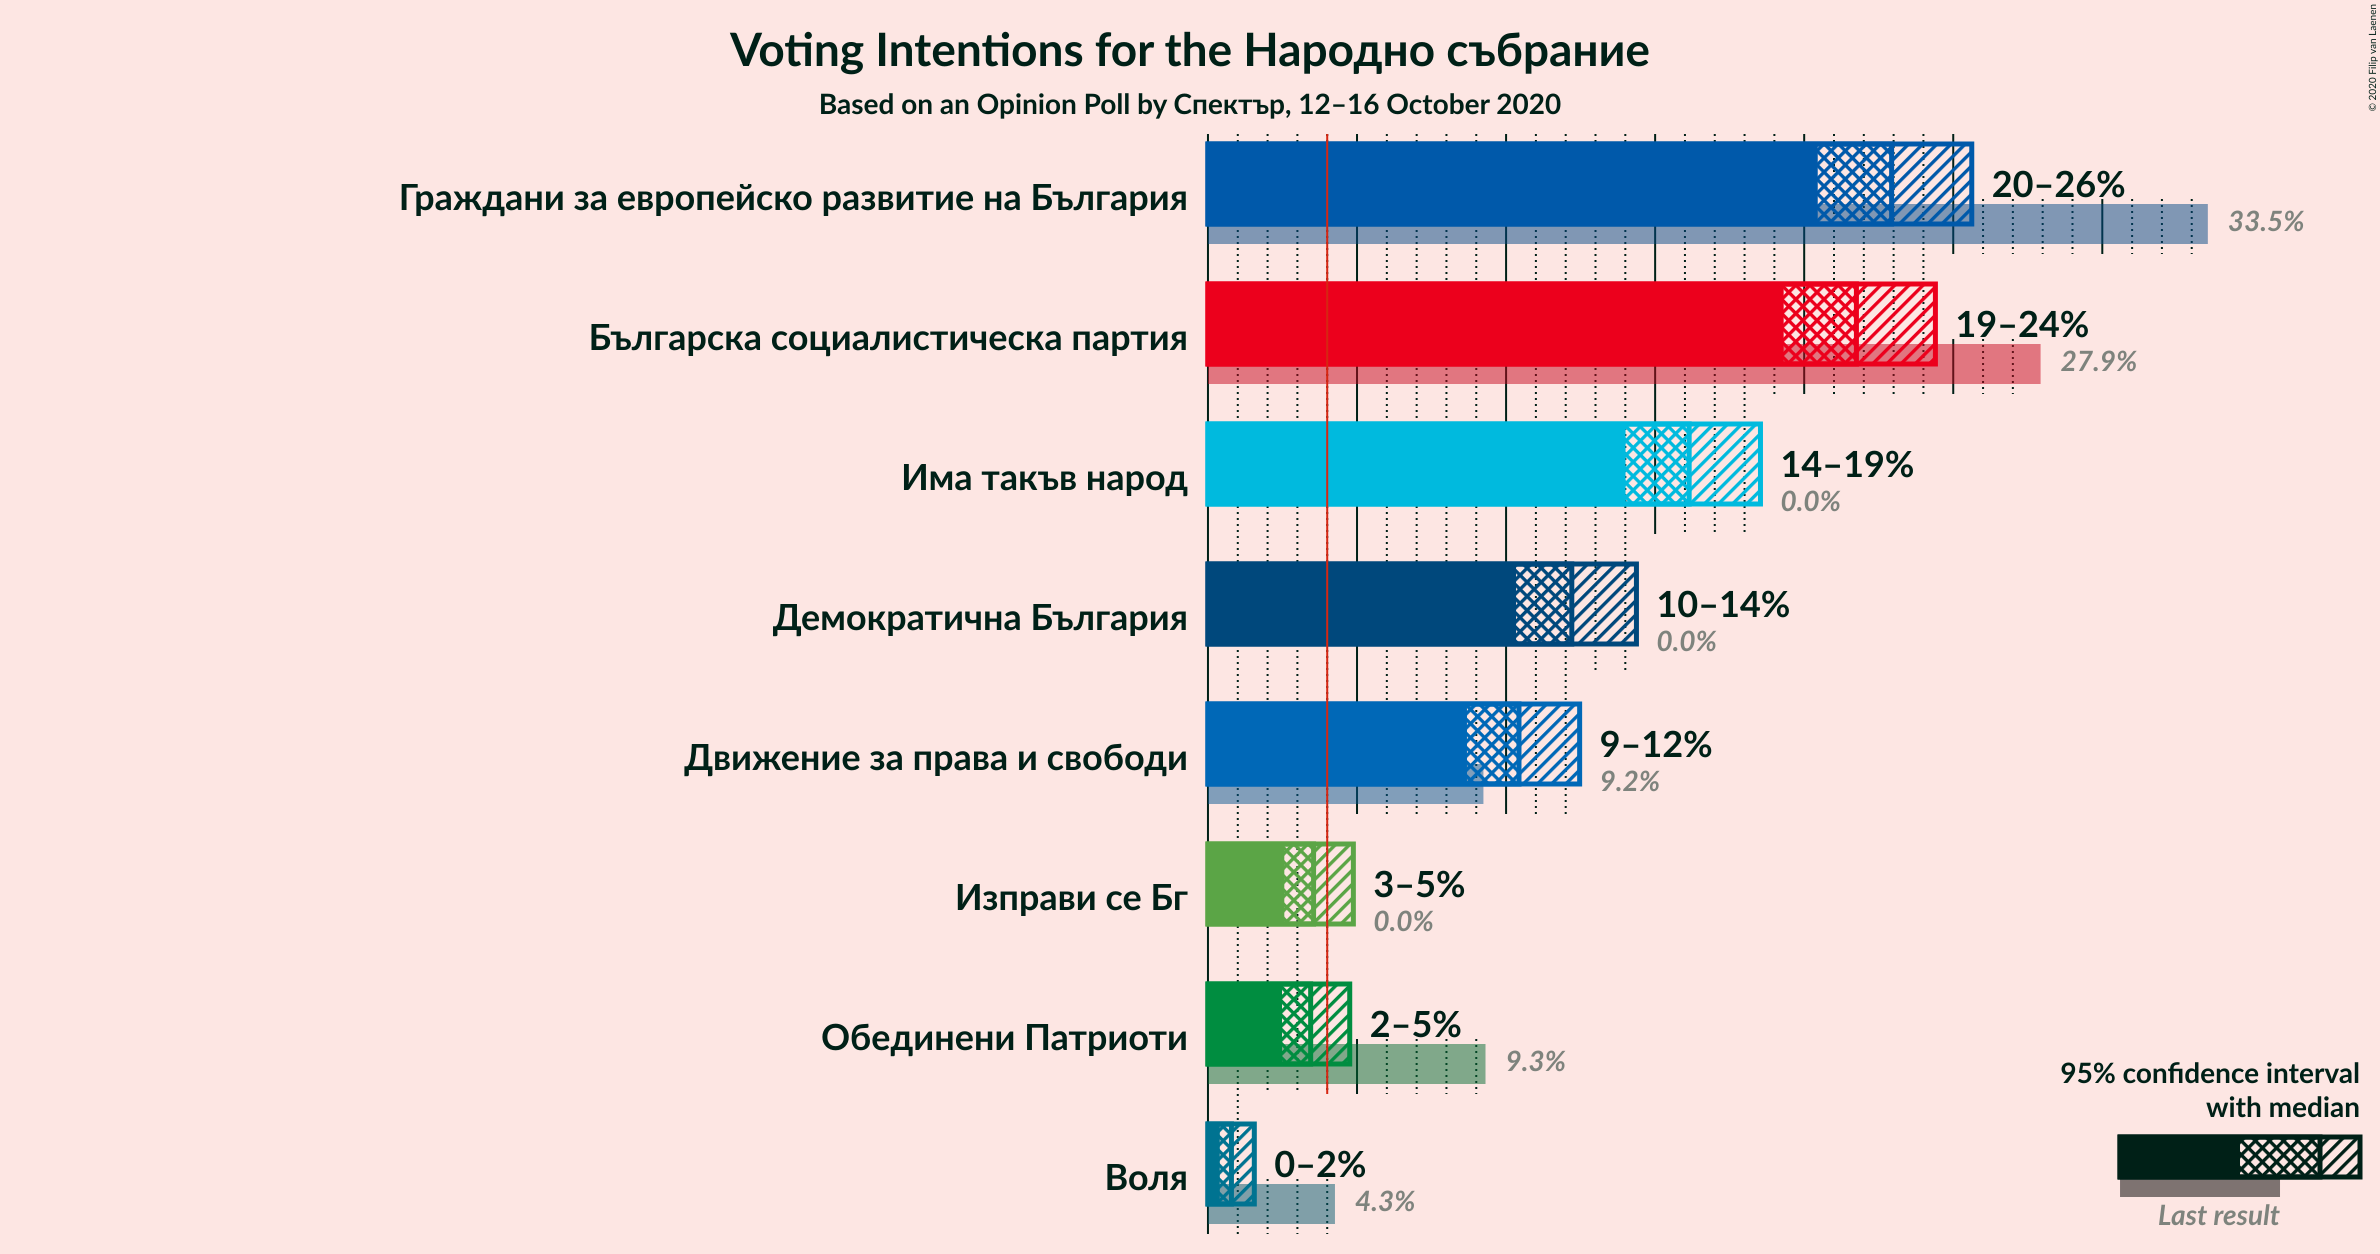 Voting Intentions for the Народно събрание
Based on an Opinion Poll by Спектър, 12–16 October 2020
© 2020 Filip van Laenen
Граждани за европейско развитие на България
20–26%
33.5%
Българска социалистическа партия
19–24%
27.9%
Има такъв народ
14–19%
0.0%
Демократична България
10–14%
0.0%
Движение за права и свободи
9–12%
9.2%
Изправи се Бг
3–5%
0.0%
Обединени Патриоти
2–5%
9.3%
Воля
0–2%
4.3%
95% confidence interval
with median
Last result